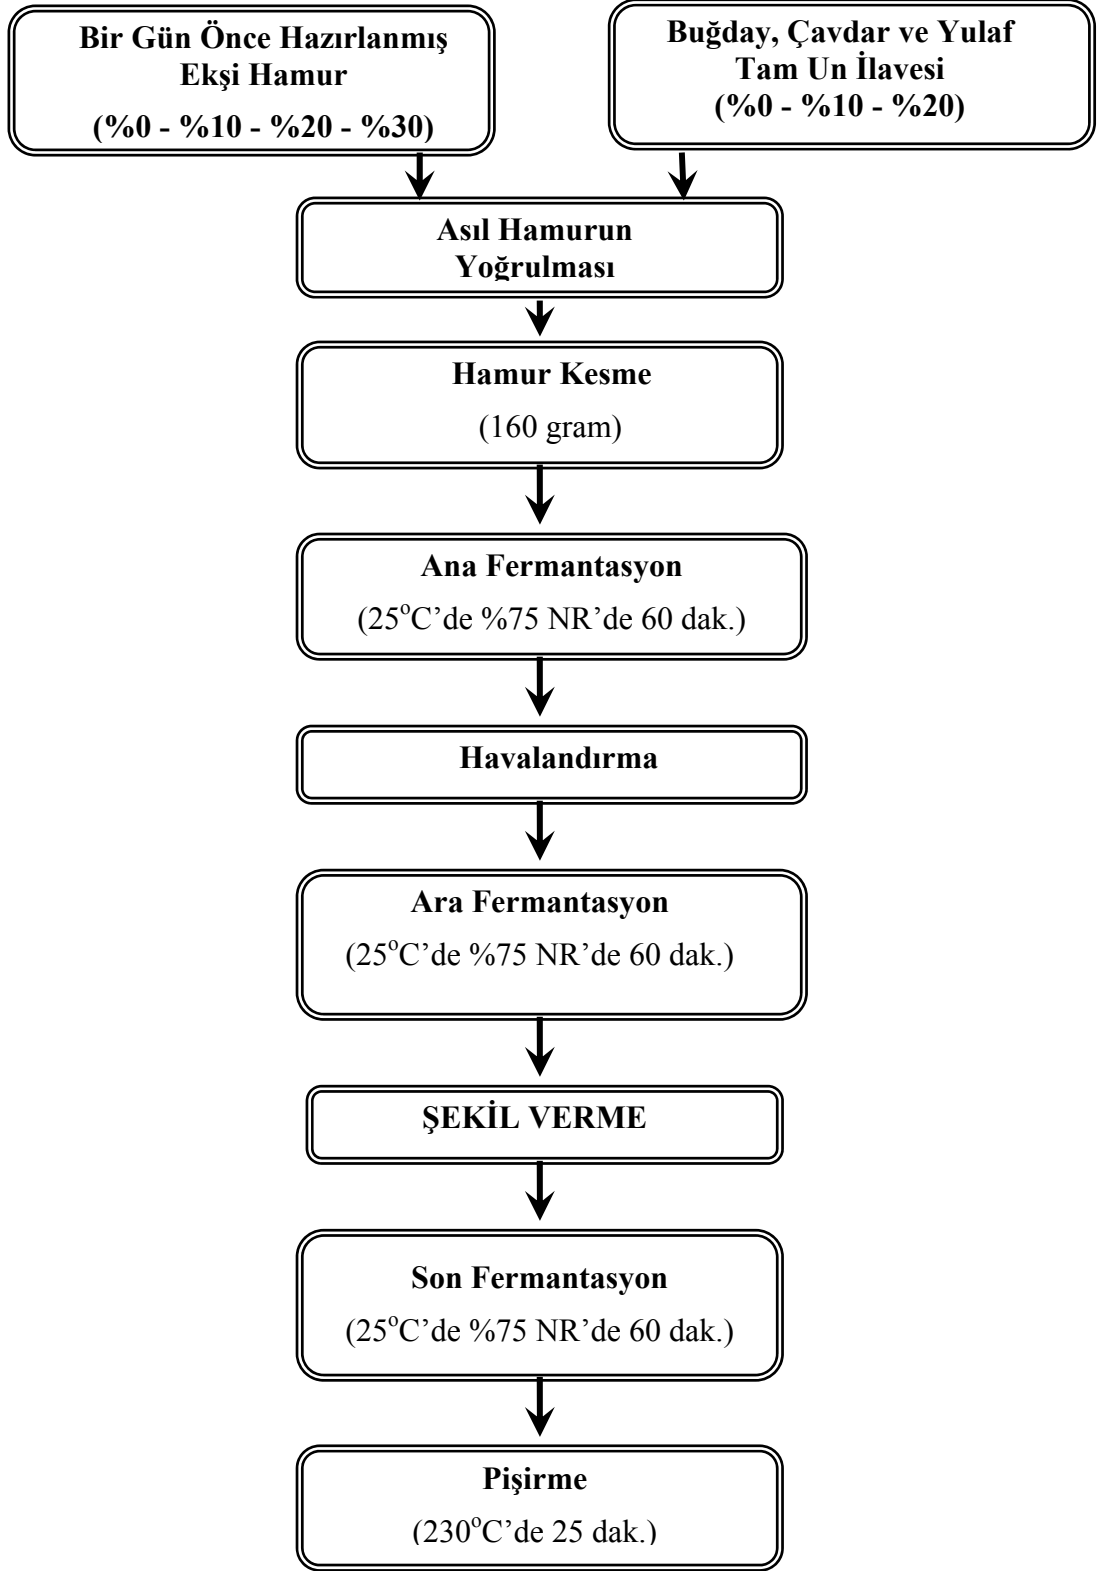 Bir Gün Önce Hazırlanmış
Ekşi Hamur
(%0 - %10 - %20 - %30)
Buğday, Çavdar ve Yulaf
Tam Un İlavesi
(%0 - %10 - %20)
Asıl Hamurun
Yoğrulması
Hamur Kesme
(160 gram)
Ana Fermantasyon
(25°C’de %75 NR’de 60 dak.)
Havalandırma
Ara Fermantasyon
(25°C’de %75 NR’de 60 dak.)
ŞEKİL VERME
Son Fermantasyon
(25°C’de %75 NR’de 60 dak.)
Pişirme
(230°C’de 25 dak.)